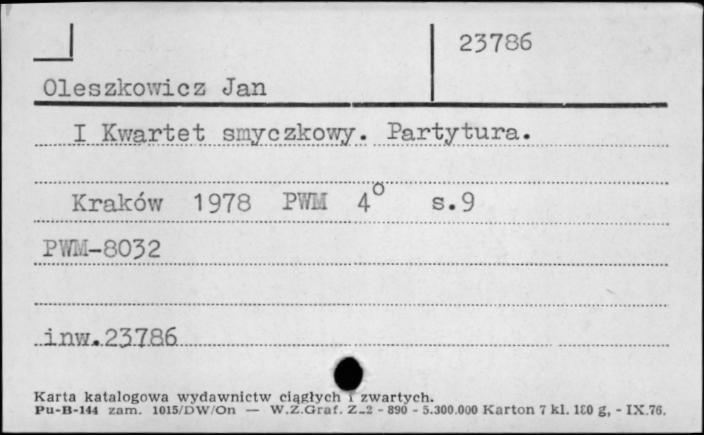 23786
Oleszkowicz Jan
I Kwartet smyczkowy. Partytura.
Kraków 1978 PWM 4° s.9
PWM-8032
inw.23786
Karta katalogowa wydawnictw ciągłych i zwartych.
Pu-B-144 zam. 1015/DW/On — W.Z.Graf. Z-2 - 890 - 5.300.000 Karton 7 kl. 180 g, - IX.76.